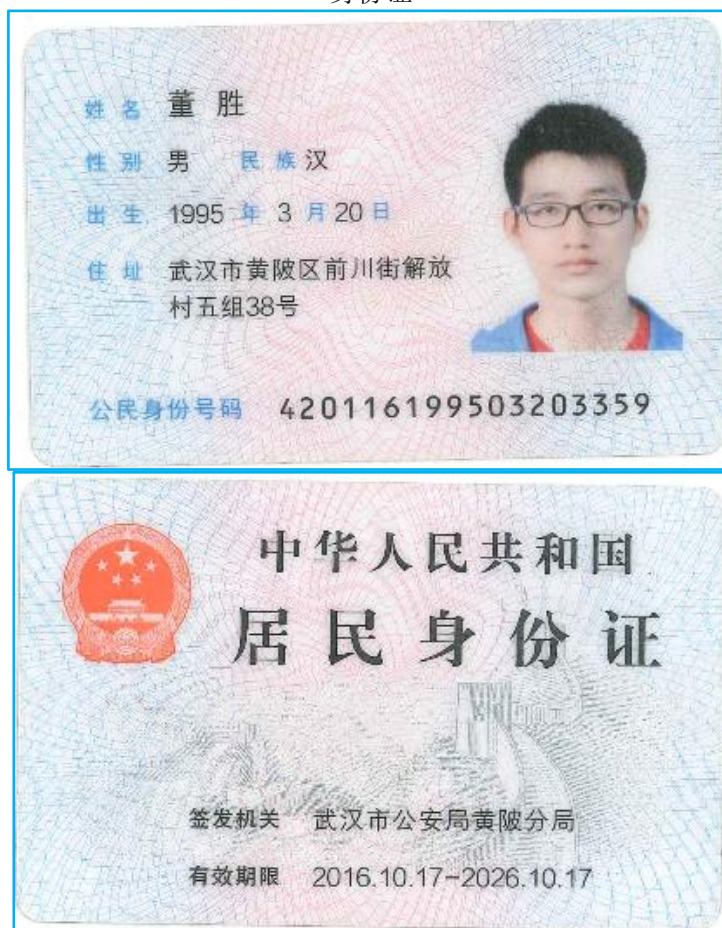 身份证
姓名 董胜
性别 男 民族 汉
出生 1995 年 3 月 20 日
住址 武汉市黄陂区前川街解放
村五组38号
公民身份号码 420116199503203359
中华人民共和国
居民身份证
签发机关 武汉市公安局黄陂分局
有效期限 2016.10.17-2026.10.17